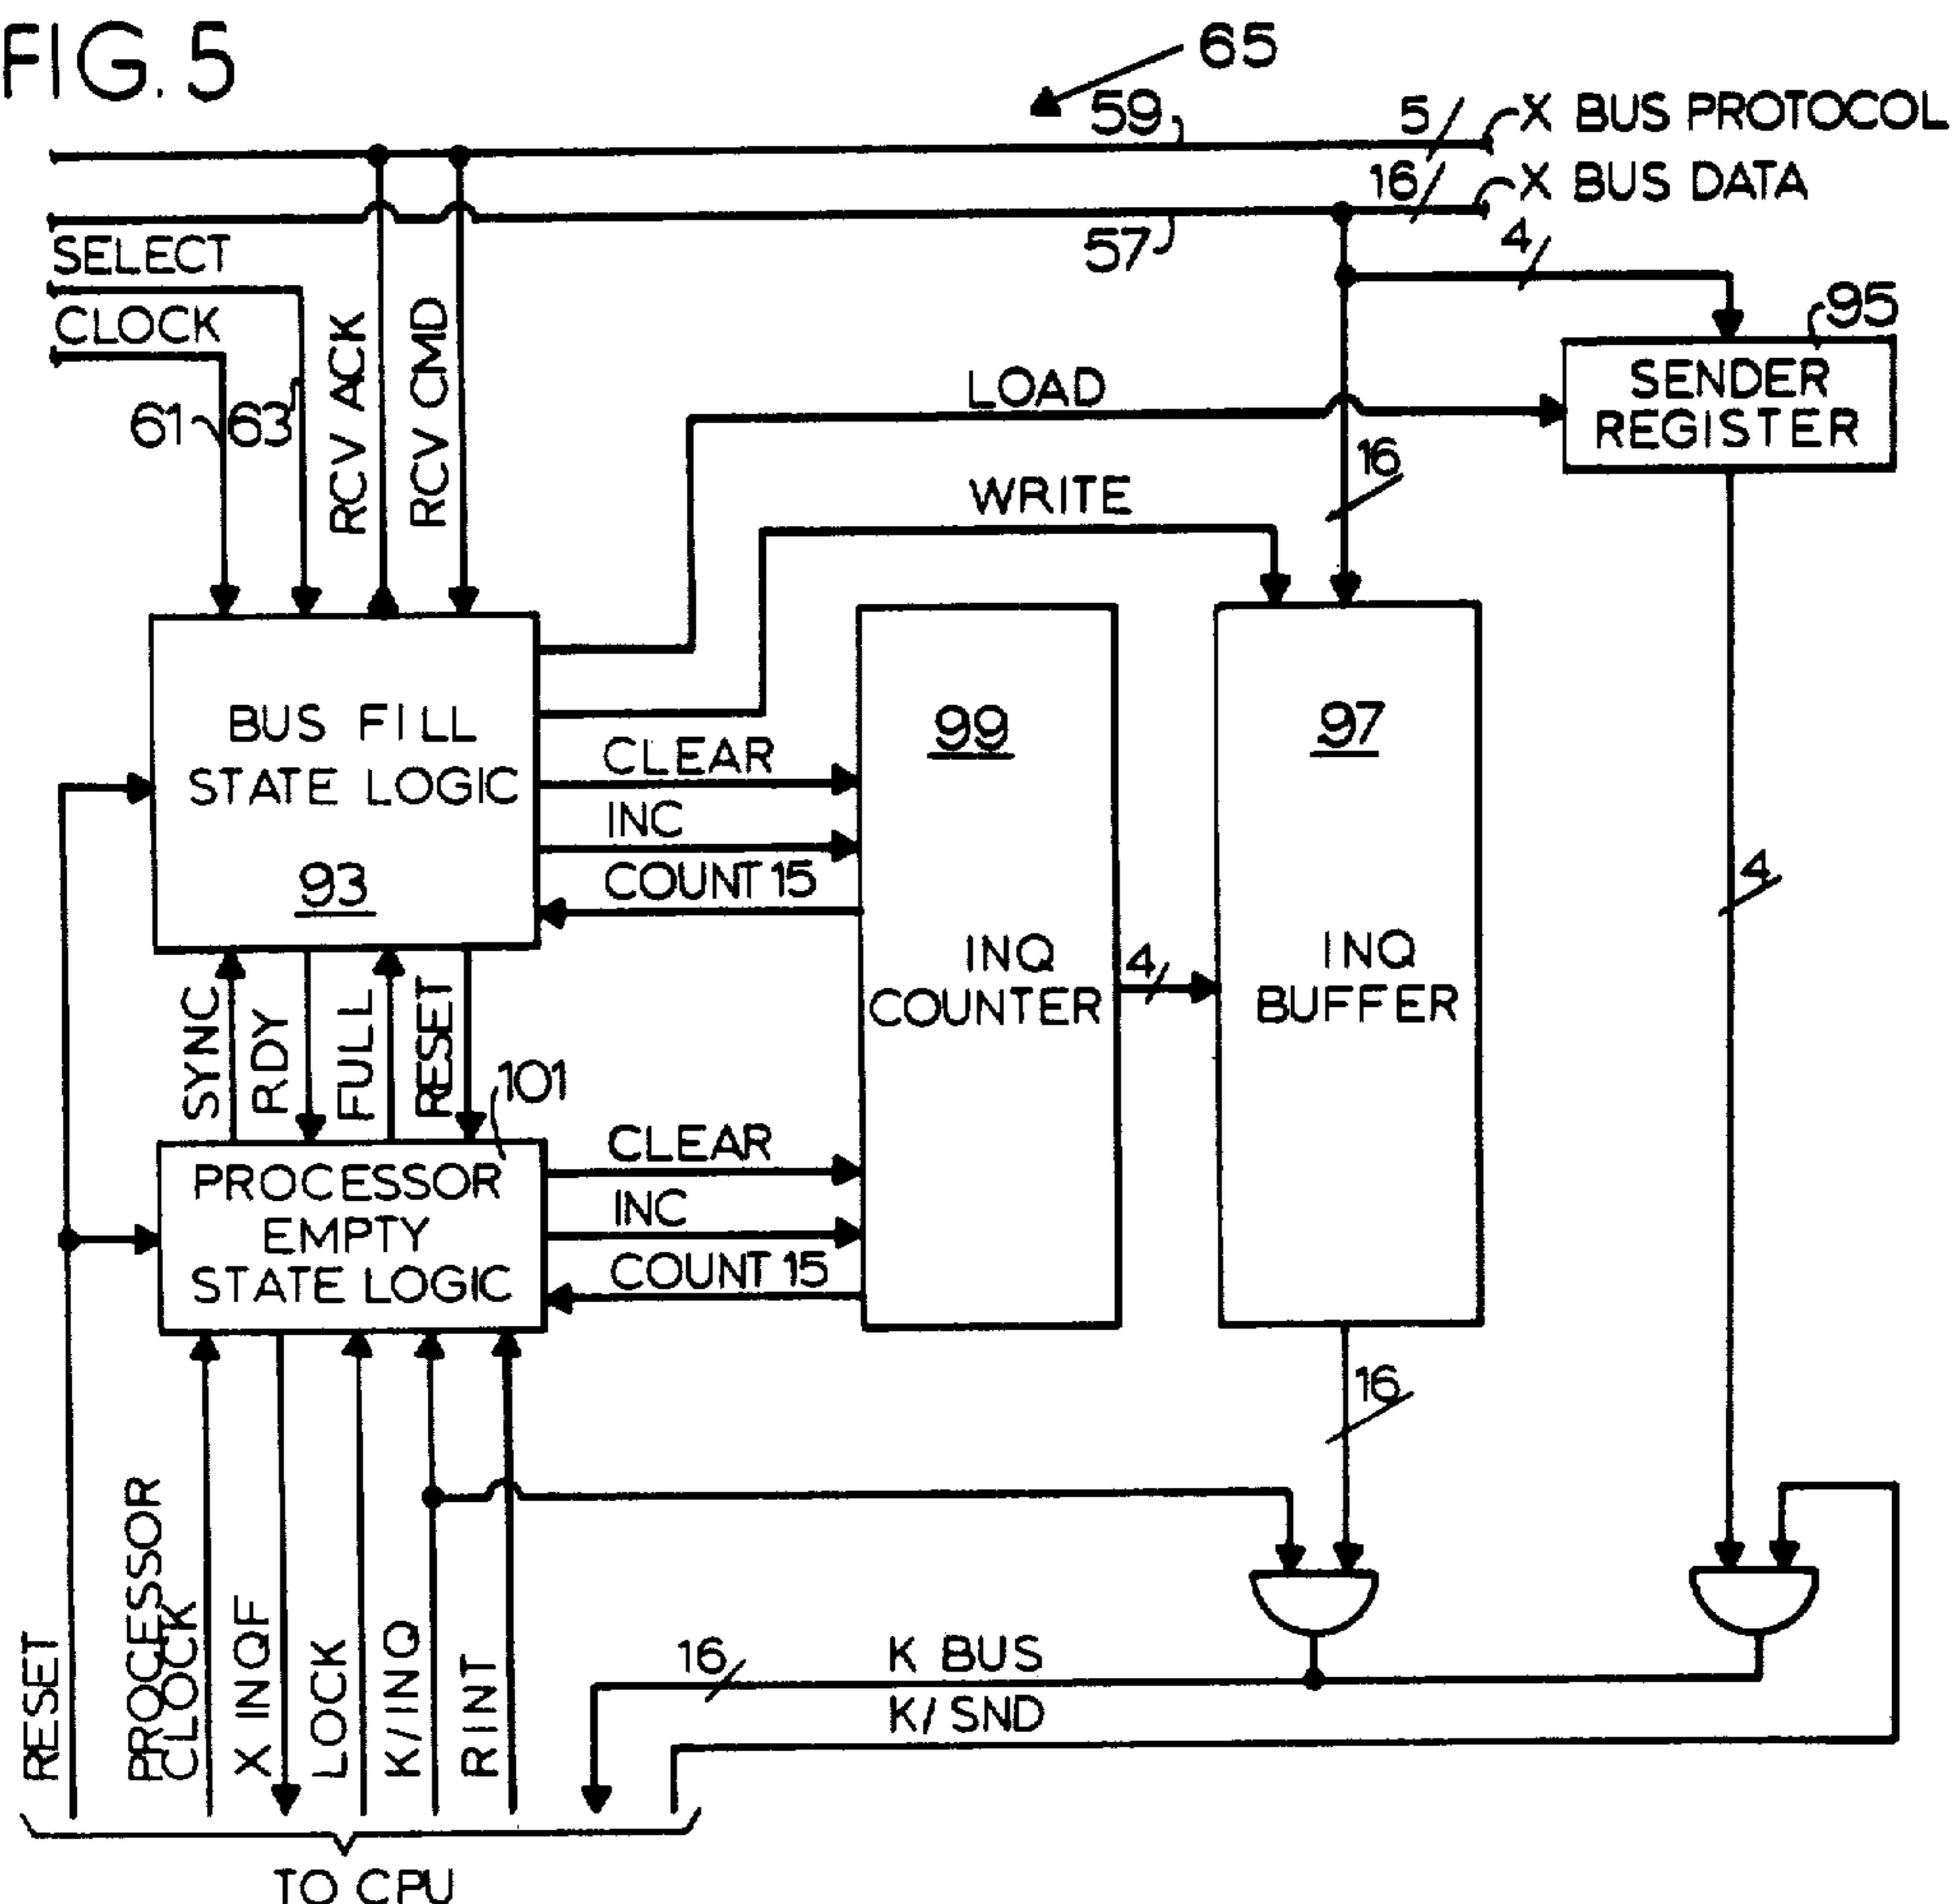 FIG. 5
65
59
5
X BUS PROTOCOL
16
X BUS DATA
57
4
SELECT
CLOCK
61
63
RCV ACK
RCV CMD
95
SENDER
REGISTER
LOAD
16
WRITE
BUS FILL
STATE LOGIC
93
CLEAR
INC
COUNT 15
99
INQ
COUNTER
4
97
INQ
BUFFER
4
SYNC
RDY
FULL
RESET
101
PROCESSOR
EMPTY
STATE LOGIC
CLEAR
INC
COUNT 15
16
RESET
PROCESSOR
CLOCK
X INQF
LOCK
K/INQ
RINT
16
K BUS
K/SND
TO CPU